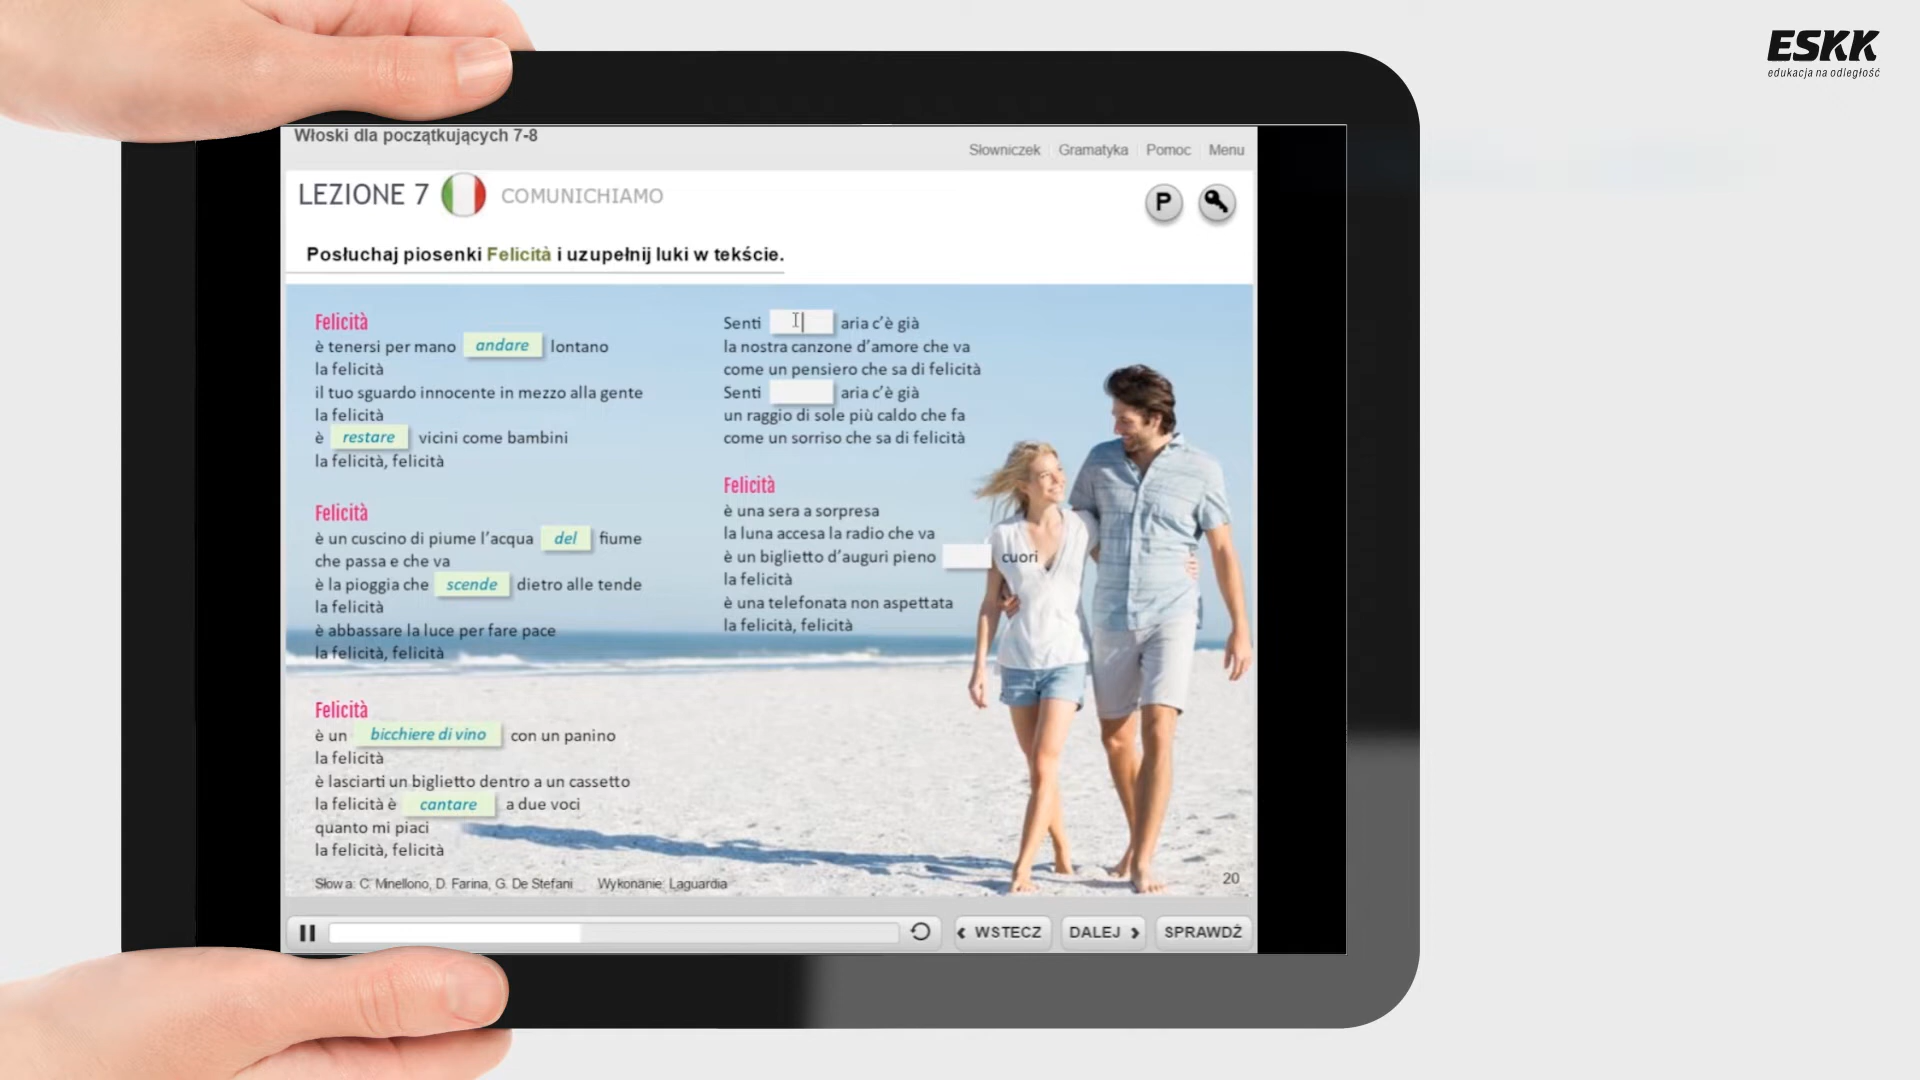 ESKK
edukacja na odległość
Włoski dla początkujących 7-8
Słowniczek Gramatyka Pomoc Menu
LEZIONE 7 COMUNICHIAMO
P
Posłuchaj piosenki Felicità i uzupełnij luki w tekście.
Felicità
è tenersi per mano andare lontano
la felicità
il tuo sguardo innocente in mezzo alla gente
la felicità
è restare vicini come bambini
la felicità, felicità
Felicità
è un cuscino di piume l'acqua del fiume
che passa e che va
è la pioggia che scende dietro alle tende
la felicità
è abbassare la luce per fare pace
la felicità, felicità
Felicità
è un bicchiere di vino con un panino
la felicità
è lasciarti un biglietto dentro a un cassetto
la felicità è cantare a due voci
quanto mi piaci
la felicità, felicità
Senti aria c'è già
la nostra canzone d'amore che va
come un pensiero che sa di felicità
Senti aria c'è già
un raggio di sole più caldo che fa
come un sorriso che sa di felicità
Felicità
è una sera a sorpresa
la luna accesa la radio che va
è un biglietto d'auguri pieno cuori
la felicità
è una telefonata non aspettata
la felicità, felicità
Słowa: C. Minellono, D. Farina, G. De Stefani Wykonanie: Laguardia
20
WSTECZ DALEJ SPRAWDŹ